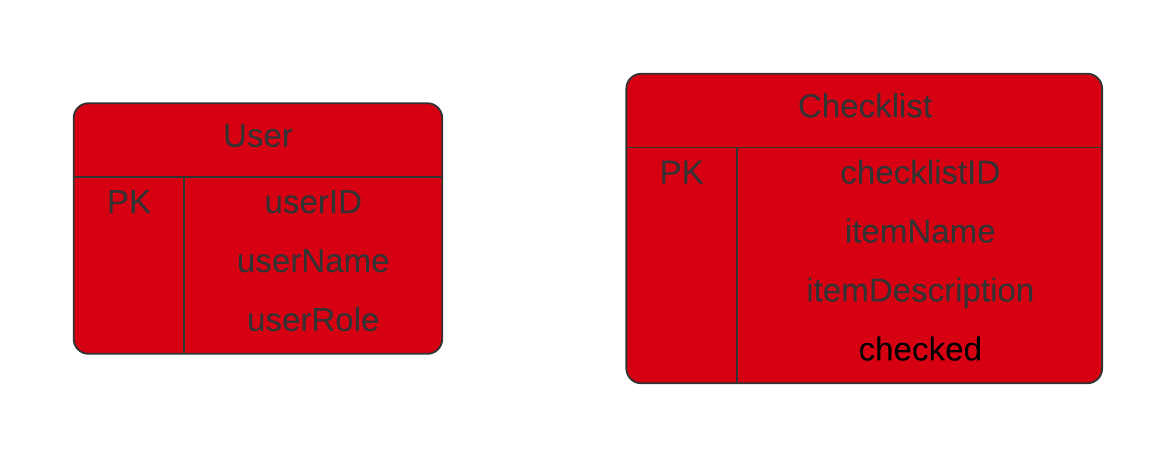 User
PK userID
userName
userRole
Checklist
PK checklistID
itemName
itemDescription
checked